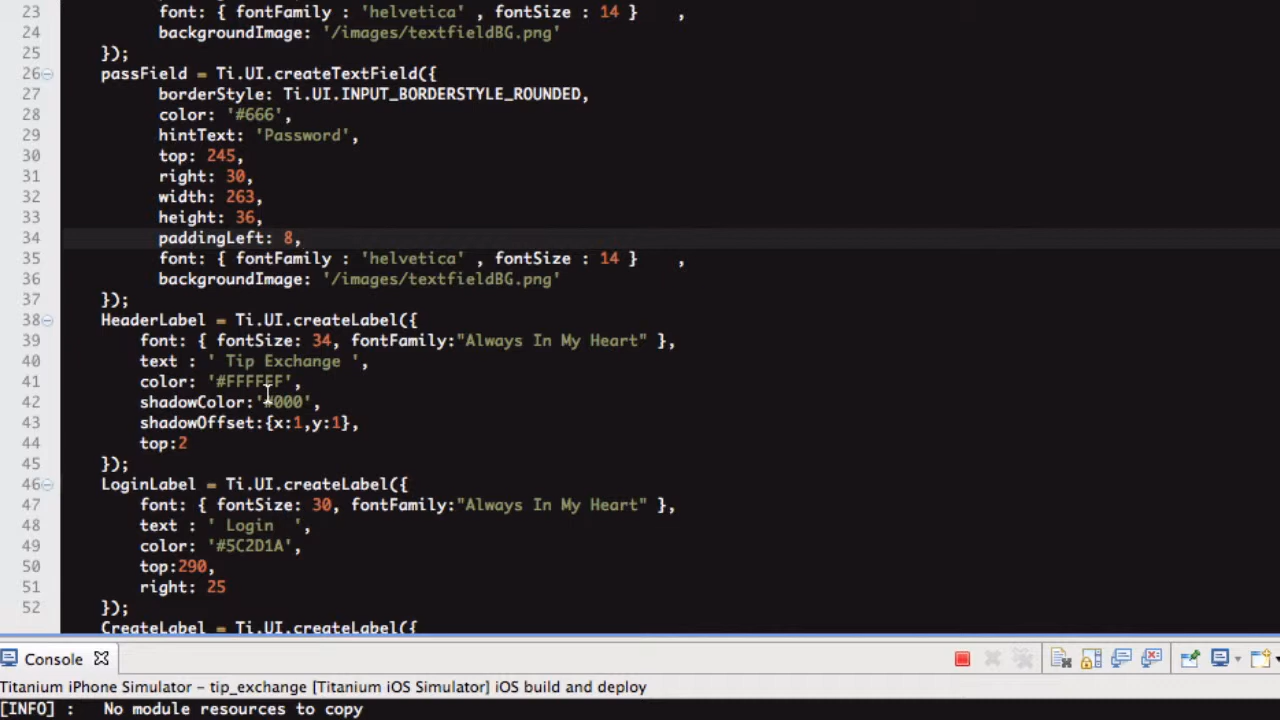 23 font: { fontFamily : 'helvetica' , fontSize : 14 } ,
24 backgroundImage: '/images/textfieldBG.png'
25 });
26 passField = Ti.UI.createTextField({
27 borderStyle: Ti.UI.INPUT_BORDERSTYLE_ROUNDED,
28 color: '#666',
29 hintText: 'Password',
30 top: 245,
31 right: 30,
32 width: 263,
33 height: 36,
34 paddingLeft: 8,
35 font: { fontFamily : 'helvetica' , fontSize : 14 } ,
36 backgroundImage: '/images/textfieldBG.png'
37 });
38 HeaderLabel = Ti.UI.createLabel({
39 font: { fontSize: 34, fontFamily:"Always In My Heart" },
40 text : ' Tip Exchange ',
41 color: '#FFFFFF',
42 shadowColor:'#000',
43 shadowOffset:{x:1,y:1},
44 top:2
45 });
46 LoginLabel = Ti.UI.createLabel({
47 font: { fontSize: 30, fontFamily:"Always In My Heart" },
48 text : ' Login  ',
49 color: '#5C2D1A',
50 top:290,
51 right: 25
52 });
CreateLabel = Ti.UI.createLabel({
Console
Titanium iPhone Simulator – tip_exchange [Titanium iOS Simulator] iOS build and deploy
[INFO] : No module resources to copy